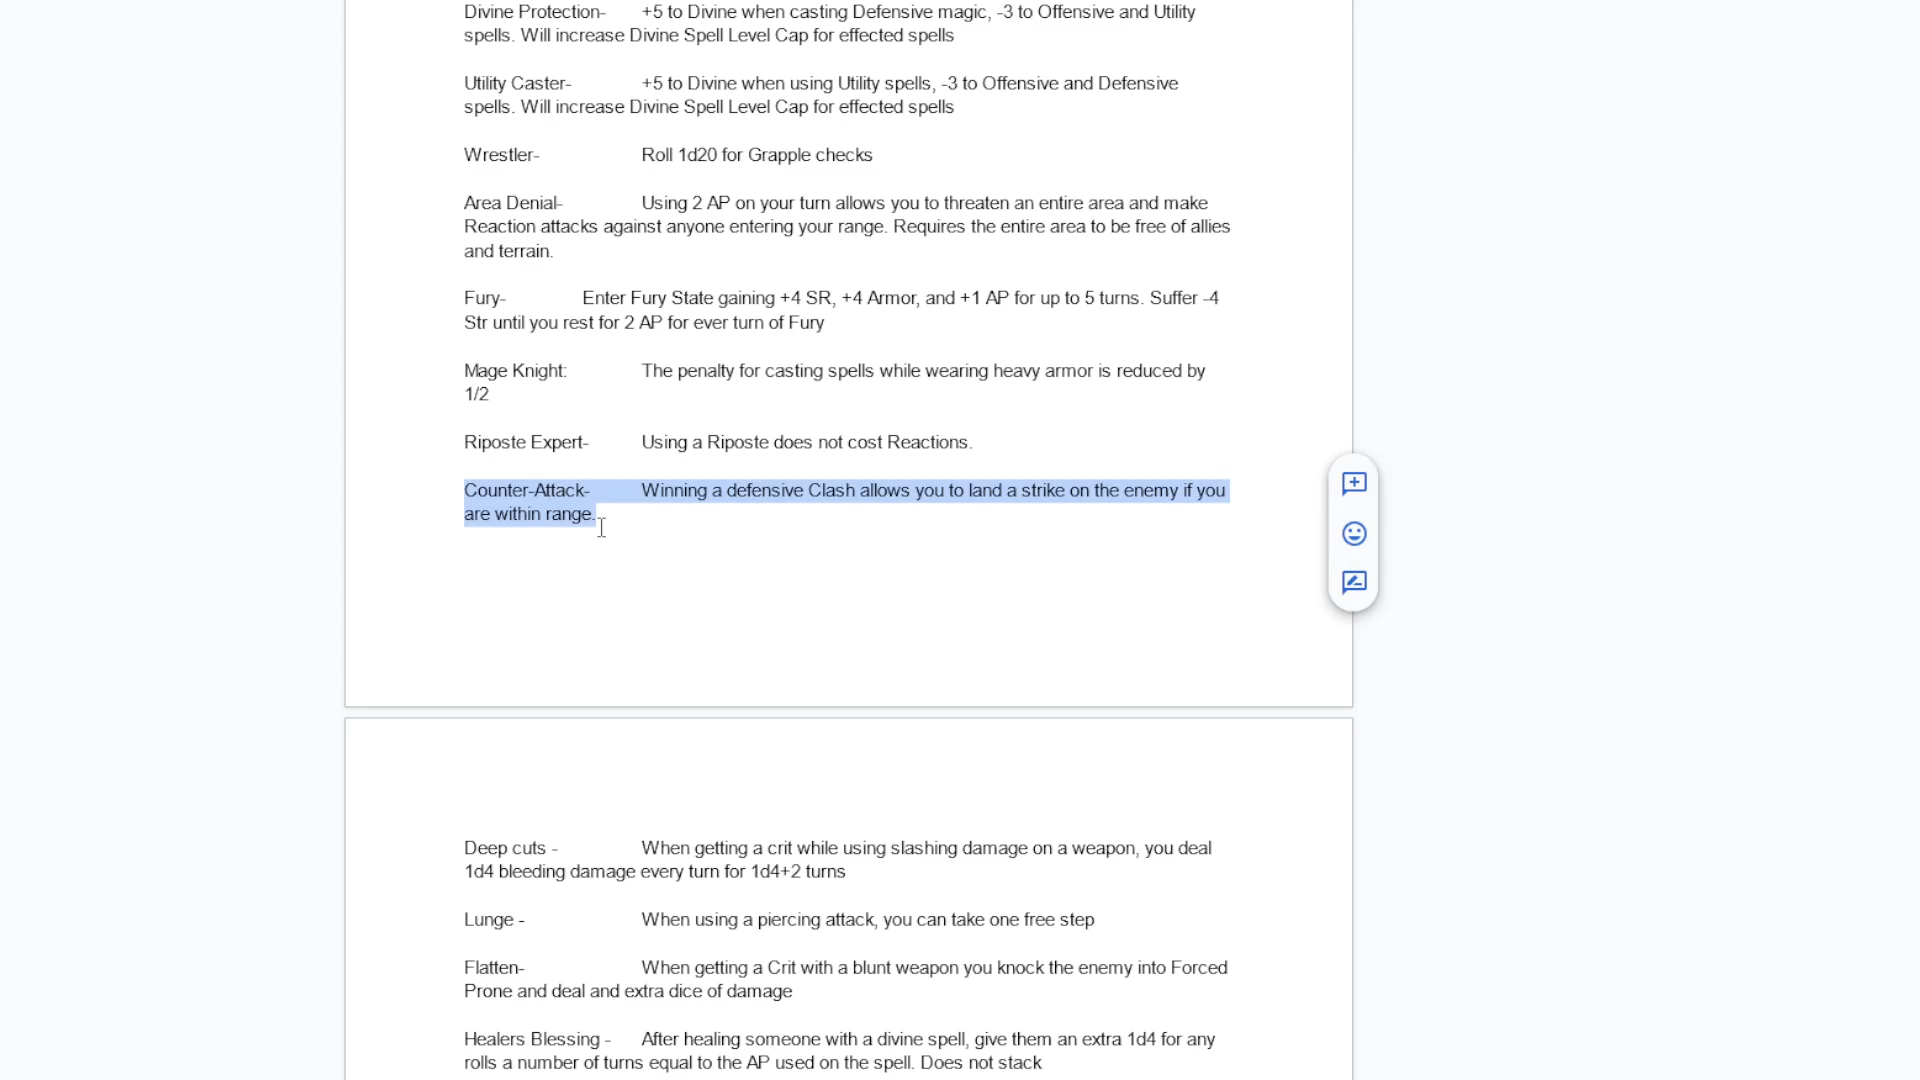 Divine Protection- +5 to Divine when casting Defensive magic, -3 to Offensive and Utility
spells. Will increase Divine Spell Level Cap for effected spells
Utility Caster- +5 to Divine when using Utility spells, -3 to Offensive and Defensive
spells. Will increase Divine Spell Level Cap for effected spells
Wrestler- Roll 1d20 for Grapple checks
Area Denial- Using 2 AP on your turn allows you to threaten an entire area and make
Reaction attacks against anyone entering your range. Requires the entire area to be free of allies
and terrain.
Fury- Enter Fury State gaining +4 SR, +4 Armor, and +1 AP for up to 5 turns. Suffer -4
Str until you rest for 2 AP for ever turn of Fury
Mage Knight: The penalty for casting spells while wearing heavy armor is reduced by
1/2
Riposte Expert- Using a Riposte does not cost Reactions.
Counter-Attack- Winning a defensive Clash allows you to land a strike on the enemy if you
are within range.
Deep cuts - When getting a crit while using slashing damage on a weapon, you deal
1d4 bleeding damage every turn for 1d4+2 turns
Lunge - When using a piercing attack, you can take one free step
Flatten- When getting a Crit with a blunt weapon you knock the enemy into Forced
Prone and deal and extra dice of damage
Healers Blessing - After healing someone with a divine spell, give them an extra 1d4 for any
rolls a number of turns equal to the AP used on the spell. Does not stack